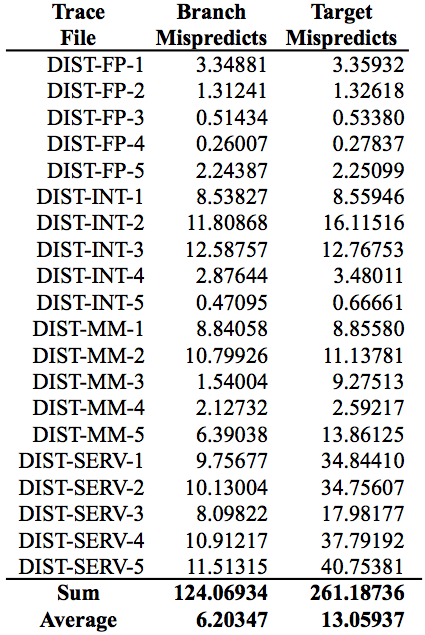 Trace Branch Target
File Mispredicts Mispredicts
DIST-FP-1 3.34881 3.35932
DIST-FP-2 1.31241 1.32618
DIST-FP-3 0.51434 0.53380
DIST-FP-4 0.26007 0.27837
DIST-FP-5 2.24387 2.25099
DIST-INT-1 8.53827 8.55946
DIST-INT-2 11.80868 16.11516
DIST-INT-3 12.58757 12.76753
DIST-INT-4 2.87644 3.48011
DIST-INT-5 0.47095 0.66661
DIST-MM-1 8.84058 8.85580
DIST-MM-2 10.79926 11.13781
DIST-MM-3 1.54004 9.27513
DIST-MM-4 2.12732 2.59217
DIST-MM-5 6.39038 13.86125
DIST-SERV-1 9.75677 34.84410
DIST-SERV-2 10.13004 34.75607
DIST-SERV-3 8.09822 17.98177
DIST-SERV-4 10.91217 37.79192
DIST-SERV-5 11.51315 40.75381
Sum 124.06934 261.18736
Average 6.20347 13.05937